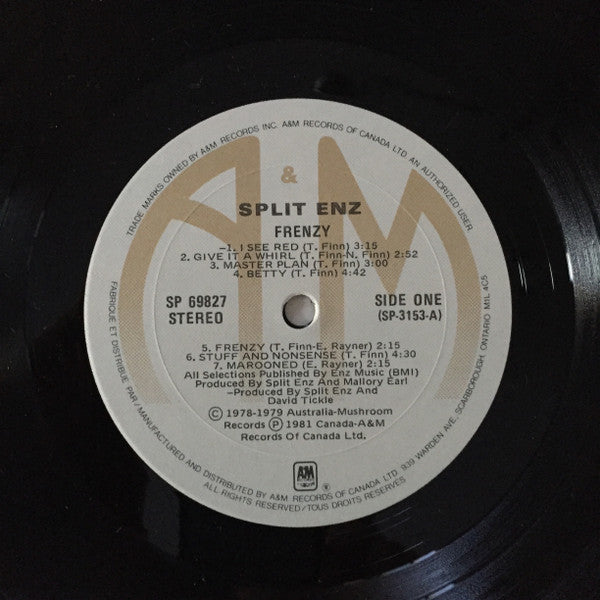 TRADE MARKS OWNED BY A&M RECORDS INC. A&M RECORDS OF CANADA LTD. AN AUTHORIZED USER.
&
AM
SPLIT ENZ
FRENZY
-1. I SEE RED (T. Finn) 3:15
2. GIVE IT A WHIRL (T. Finn-N. Finn) 2:52
3. MASTER PLAN (T. Finn) 3:00
4. BETTY (T. Finn) 4:42
SP 69827
STEREO
SIDE ONE
(SP-3153-A)
5. FRENZY (T. Finn-E. Rayner) 2:15
6. STUFF AND NONSENSE (T. Finn) 4:30
7. MAROONED (E. Rayner) 2:15
All Selections Published By Enz Music (BMI)
Produced By Split Enz And Mallory Earl
-Produced By Split Enz And
David Tickle
Ⓒ 1978-1979 Australia-Mushroom
Records Ⓟ 1981 Canada-A&M
Records Of Canada Ltd.
A&M
RECORDS
®
FABRIQUE ET DISTRIBUE PAR/MANUFACTURED AND DISTRIBUTED BY A&M RECORDS OF CANADA LTD. 939 WARDEN AVE, SCARBOROUGH, ONTARIO M1L 4C5
ALL RIGHTS RESERVED/TOUS DROITS RESERVÉS